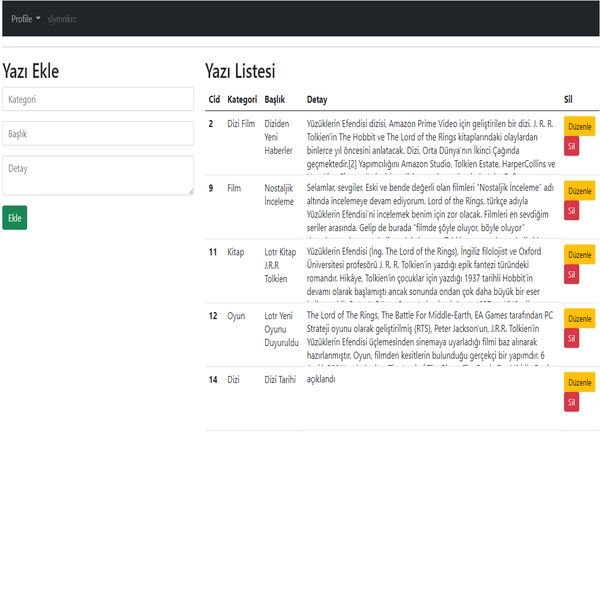 Profile slymnkrc
Yazı Ekle
Kategori
Başlık
Detay
Ekle
Yazı Listesi
Cid Kategori Başlık Detay Sil
2 Dizi Film Diziden Yeni Haberler
Yüzüklerin Efendisi dizisi, Amazon Prime Video için geliştirilen bir dizi. J. R. R.
Tolkien'in The Hobbit ve The Lord of the Rings kitaplarındaki olaylardan
binlerce yıl öncesini anlatacak. Dizi, Orta Dünya'nın İkinci Çağında
geçmektedir.[2] Yapımcılığını Amazon Studio, Tolkien Estate, HarperCollins ve
Düzenle
Sil
9 Film Nostaljik İnceleme
Selamlar, sevgiler. Eski ve bende değerli olan filmleri "Nostaljik İnceleme" adı
altında incelemeye devam ediyorum. Lord of the Rings, türkçe adıyla
Yüzüklerin Efendisi'ni incelemek benim için zor olacak. Filmleri en sevdiğim
seriler arasında. Gelip de burada "filmde şöyle oluyor, böyle oluyor"
Düzenle
Sil
11 Kitap Lotr Kitap J.R.R Tolkien
Yüzüklerin Efendisi (İng. The Lord of the Rings), İngiliz filolojist ve Oxford
Üniversitesi profesörü J. R. R. Tolkien'in yazdığı epik fantezi türündeki
romandır. Hikâye, Tolkien'in çocuklar için yazdığı 1937 tarihli Hobbit'in
devamı olarak başlamıştı ancak sonunda ondan çok daha büyük bir eser
Düzenle
Sil
12 Oyun Lotr Yeni Oyunu Duyuruldu
The Lord of The Rings, The Battle For Middle-Earth, EA Games tarafından PC
Strateji oyunu olarak geliştirilmiş (RTS), Peter Jackson'un, J.R.R. Tolkien'in
Yüzüklerin Efendisi üçlemesinden sinemaya uyarladığı filmi baz alınarak
hazırlanmıştır. Oyun, filmden kesitlerin bulunduğu gerçekçi bir yapımdır. 6
Düzenle
Sil
14 Dizi Dizi Tarihi açıklandı
Düzenle
Sil